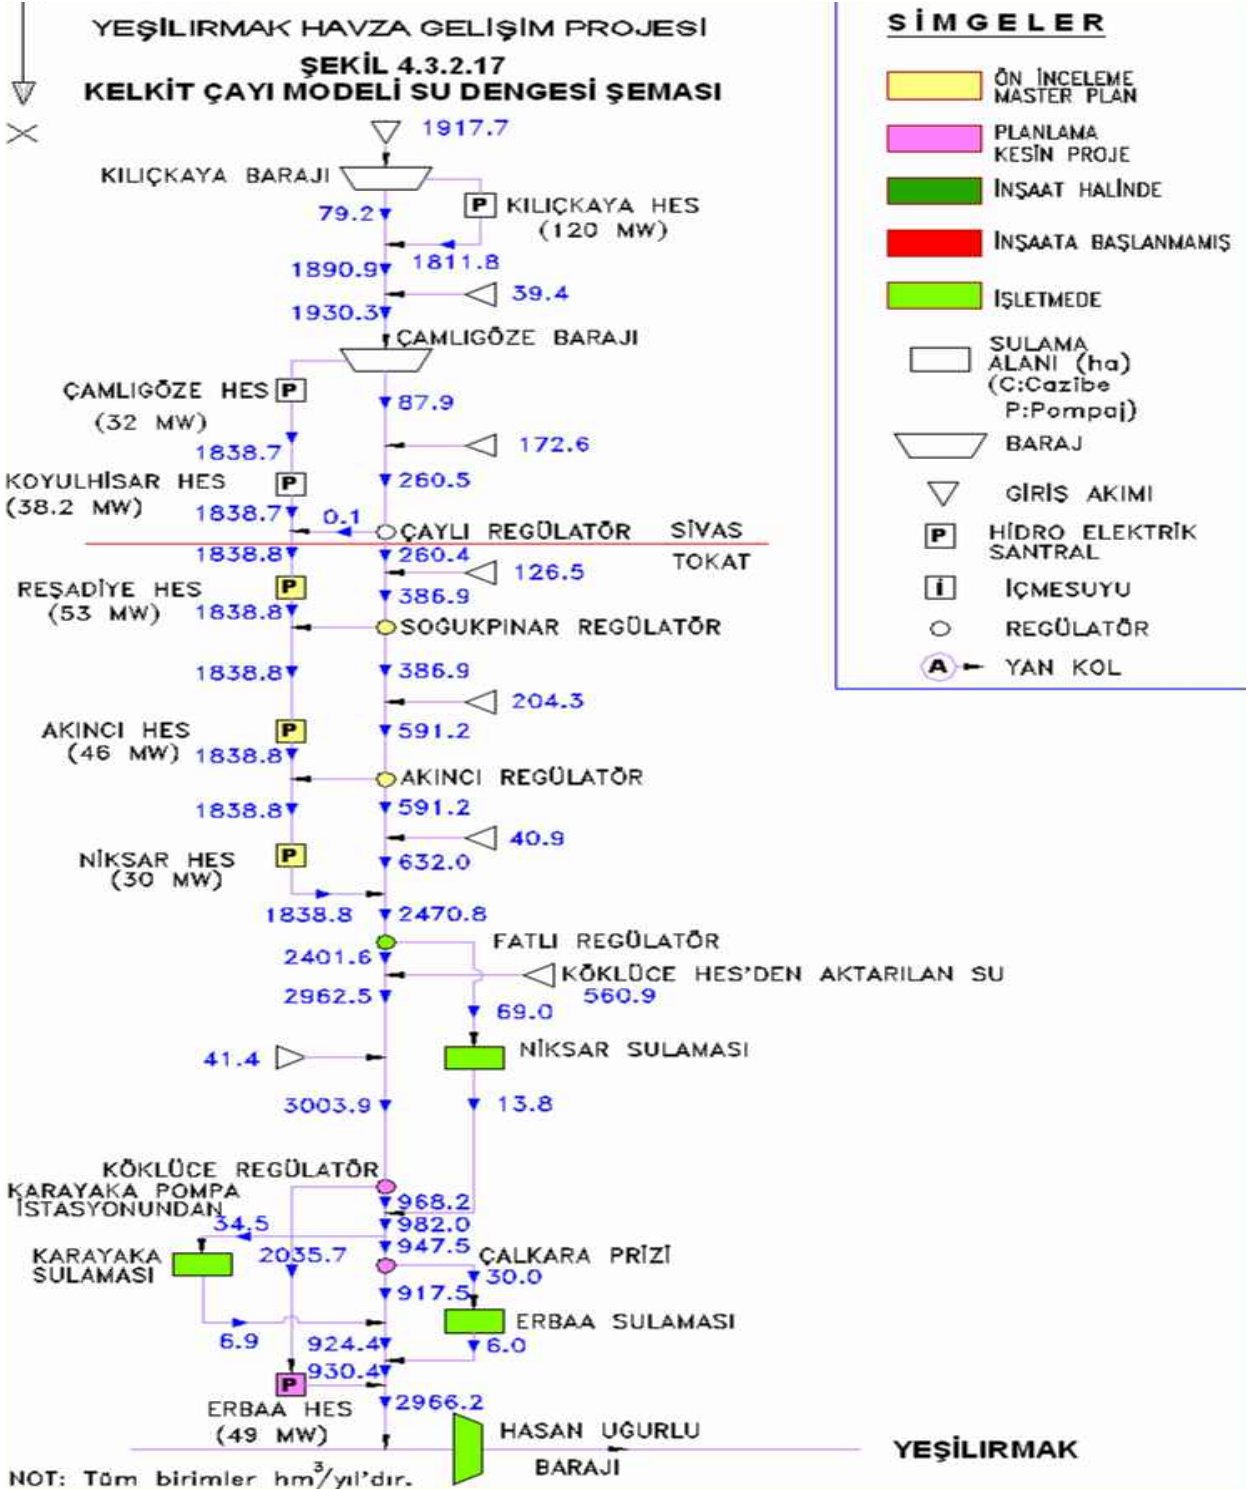 YEŞİLIRMAK HAVZA GELİŞİM PROJESİ
ŞEKİL 4.3.2.17
KELKİT ÇAYI MODELİ SU DENGESİ ŞEMASI
1917.7
KILIÇKAYA BARAJI
79.2
P
KILIÇKAYA HES
(120 MW)
1811.8
1890.9
39.4
1930.3
ÇAMLIGÖZE BARAJI
ÇAMLIGÖZE HES
P
(32 MW)
87.9
1838.7
172.6
KOYULHİSAR HES
P
(38.2 MW)
260.5
1838.7
0.1
ÇAYLI REGÜLATÖR
SİVAS
1838.8
260.4
TOKAT
126.5
REŞADİYE HES
P
(53 MW)
386.9
1838.8
SOĞUKPINAR REGÜLATÖR
1838.8
386.9
204.3
AKINCI HES
P
(46 MW)
591.2
1838.8
AKINCI REGÜLATÖR
1838.8
591.2
40.9
NİKSAR HES
P
(30 MW)
632.0
1838.8
2470.8
FATLI REGÜLATÖR
2401.6
KÖKLÜCE HES'DEN AKTARILAN SU
560.9
2962.5
69.0
41.4
NİKSAR SULAMASI
3003.9
13.8
KÖKLÜCE REGÜLATÖR
KARAYAKA POMPA
İSTASYONUNDAN
968.2
34.5
982.0
KARAYAKA
SULAMASI
2035.7
947.5
ÇALKARA PRİZİ
30.0
917.5
ERBAA SULAMASI
6.9
924.4
6.0
930.4
P
ERBAA HES
(49 MW)
2966.2
HASAN UĞURLU
BARAJI
YEŞİLIRMAK
NOT: Tüm birimler hm³/yıl'dır.
SİMGELER
ÖN İNCELEME
MASTER PLAN
PLANLAMA
KESİN PROJE
İNŞAAT HALİNDE
İNŞAATA BAŞLANMAMIŞ
İŞLETMEDE
SULAMA
ALANI (ha)
(C:Cazibe
P:Pompaj)
BARAJ
GİRİŞ AKIMI
P
HİDRO ELEKTRİK
SANTRAL
İ
İÇMESUYU
REGÜLATÖR
A
YAN KOL